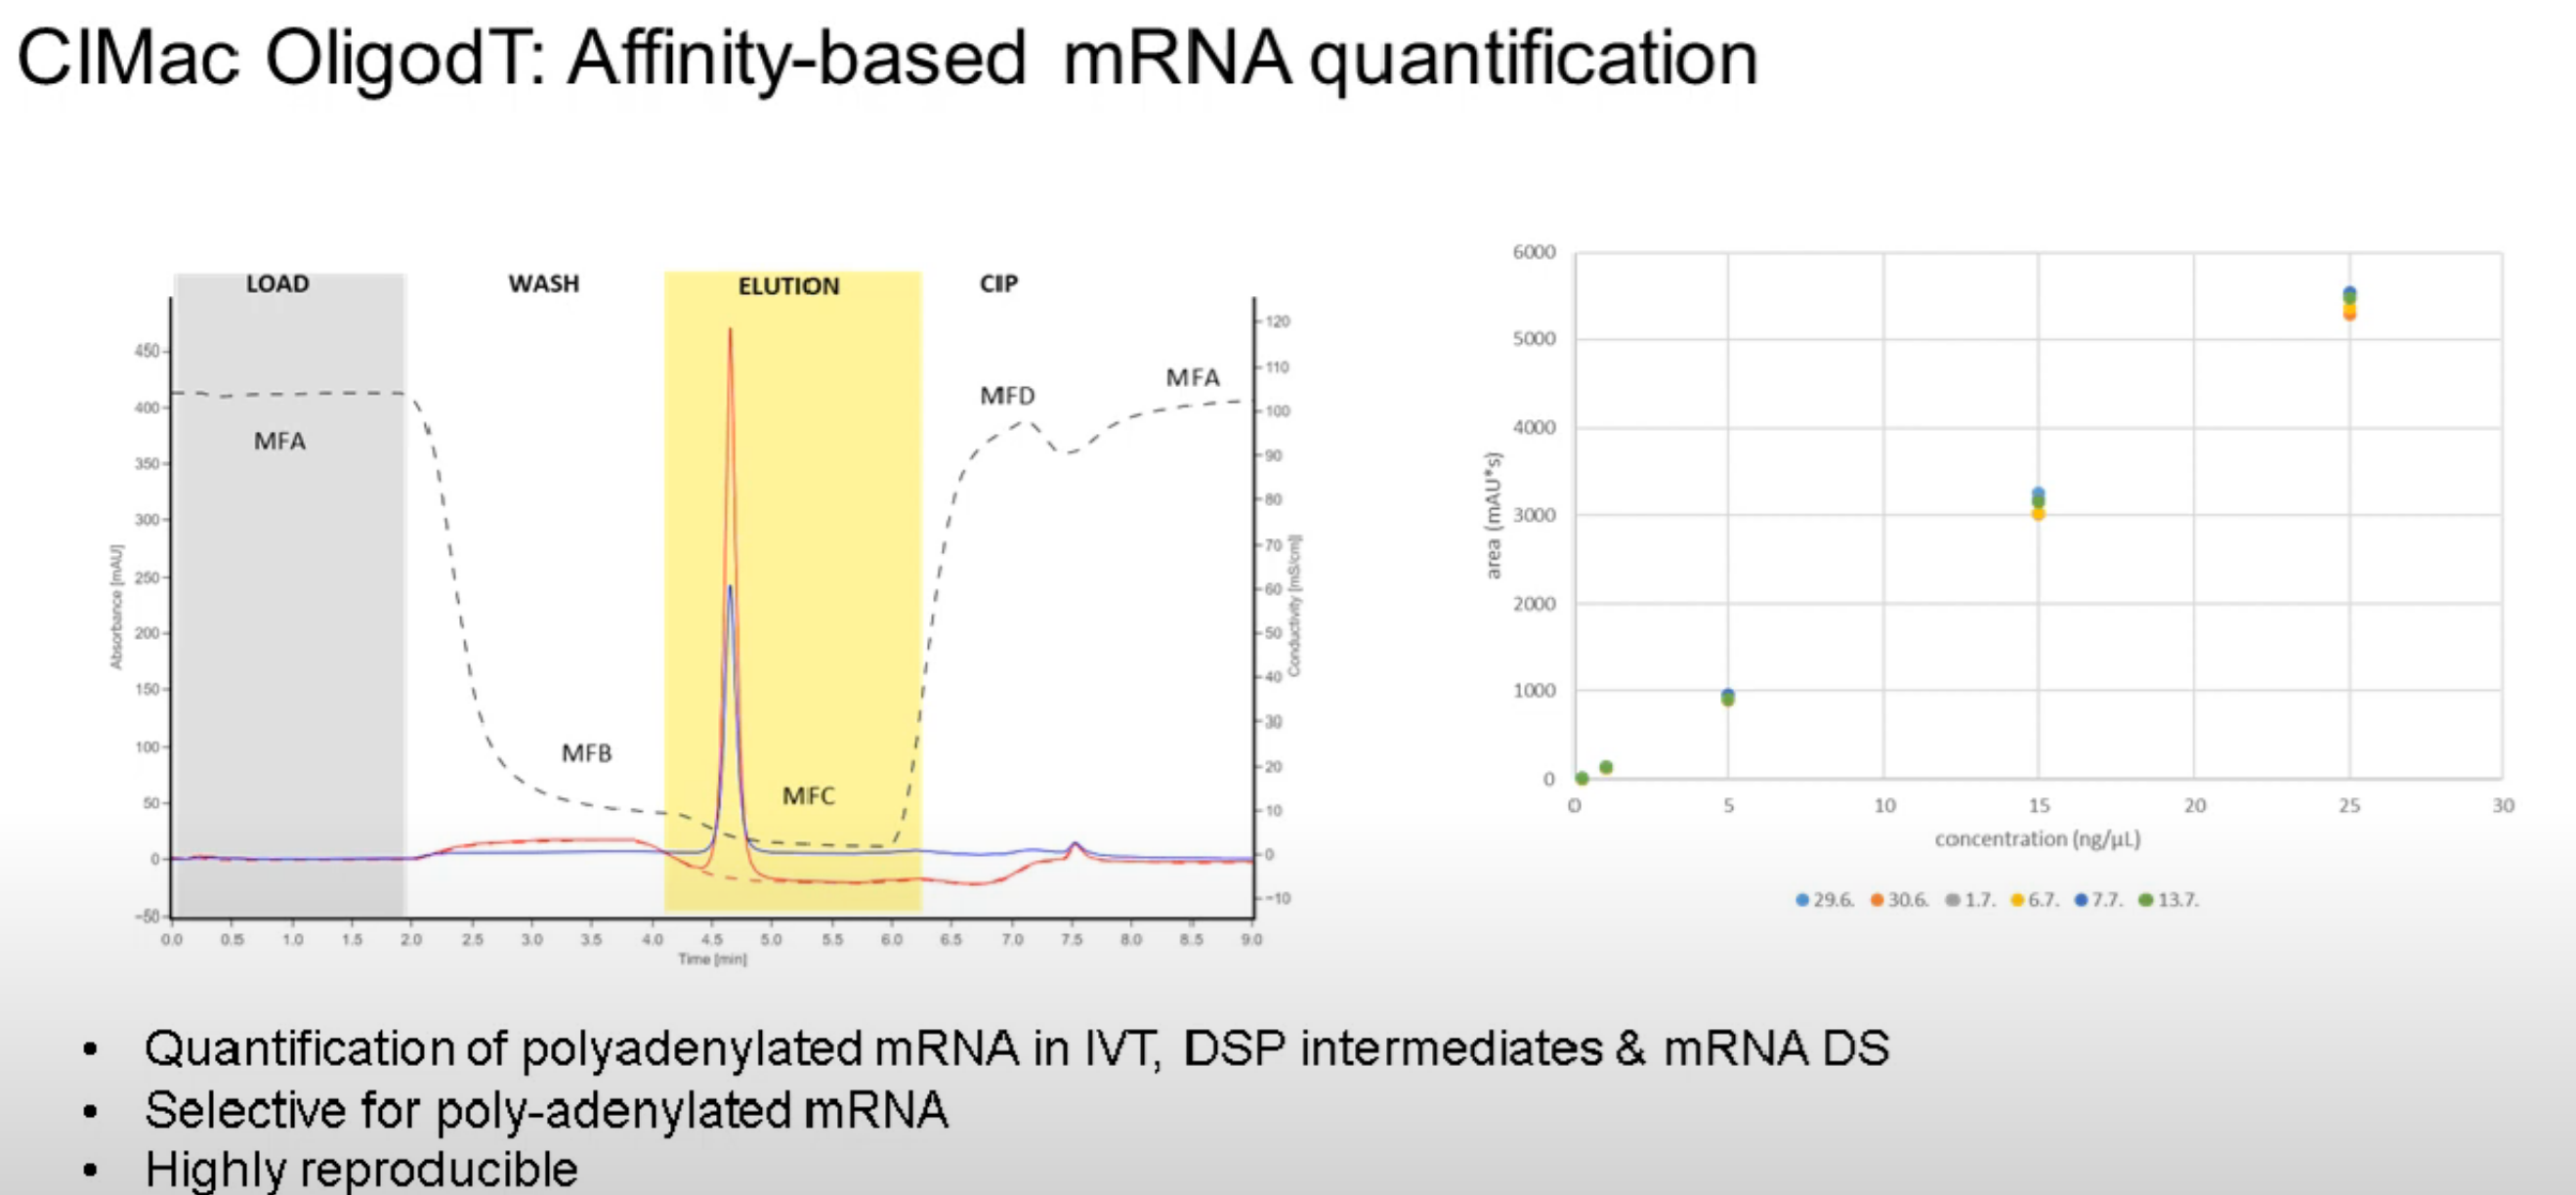 CIMac OligodT: Affinity-based mRNA quantification
LOAD
WASH
ELUTION
CIP
MFA
MFB
MFC
MFD
MFA
450
400
350
300
250
200
150
100
50
0
-50
Absorbance [mAU]
120
110
100
90
80
70
60
50
40
30
20
10
0
-10
Conductivity [mS/cm]
0.0 0.5 1.0 1.5 2.0 2.5 3.0 3.5 4.0 4.5 5.0 5.5 6.0 6.5 7.0 7.5 8.0 8.5 9.0
Time [min]
6000
5000
4000
3000
2000
1000
0
area (mAU*s)
0 5 10 15 20 25 30
concentration (ng/µL)
29.6. 30.6. 1.7. 6.7. 7.7. 13.7.
• Quantification of polyadenylated mRNA in IVT, DSP intermediates & mRNA DS
• Selective for poly-adenylated mRNA
• Highly reproducible